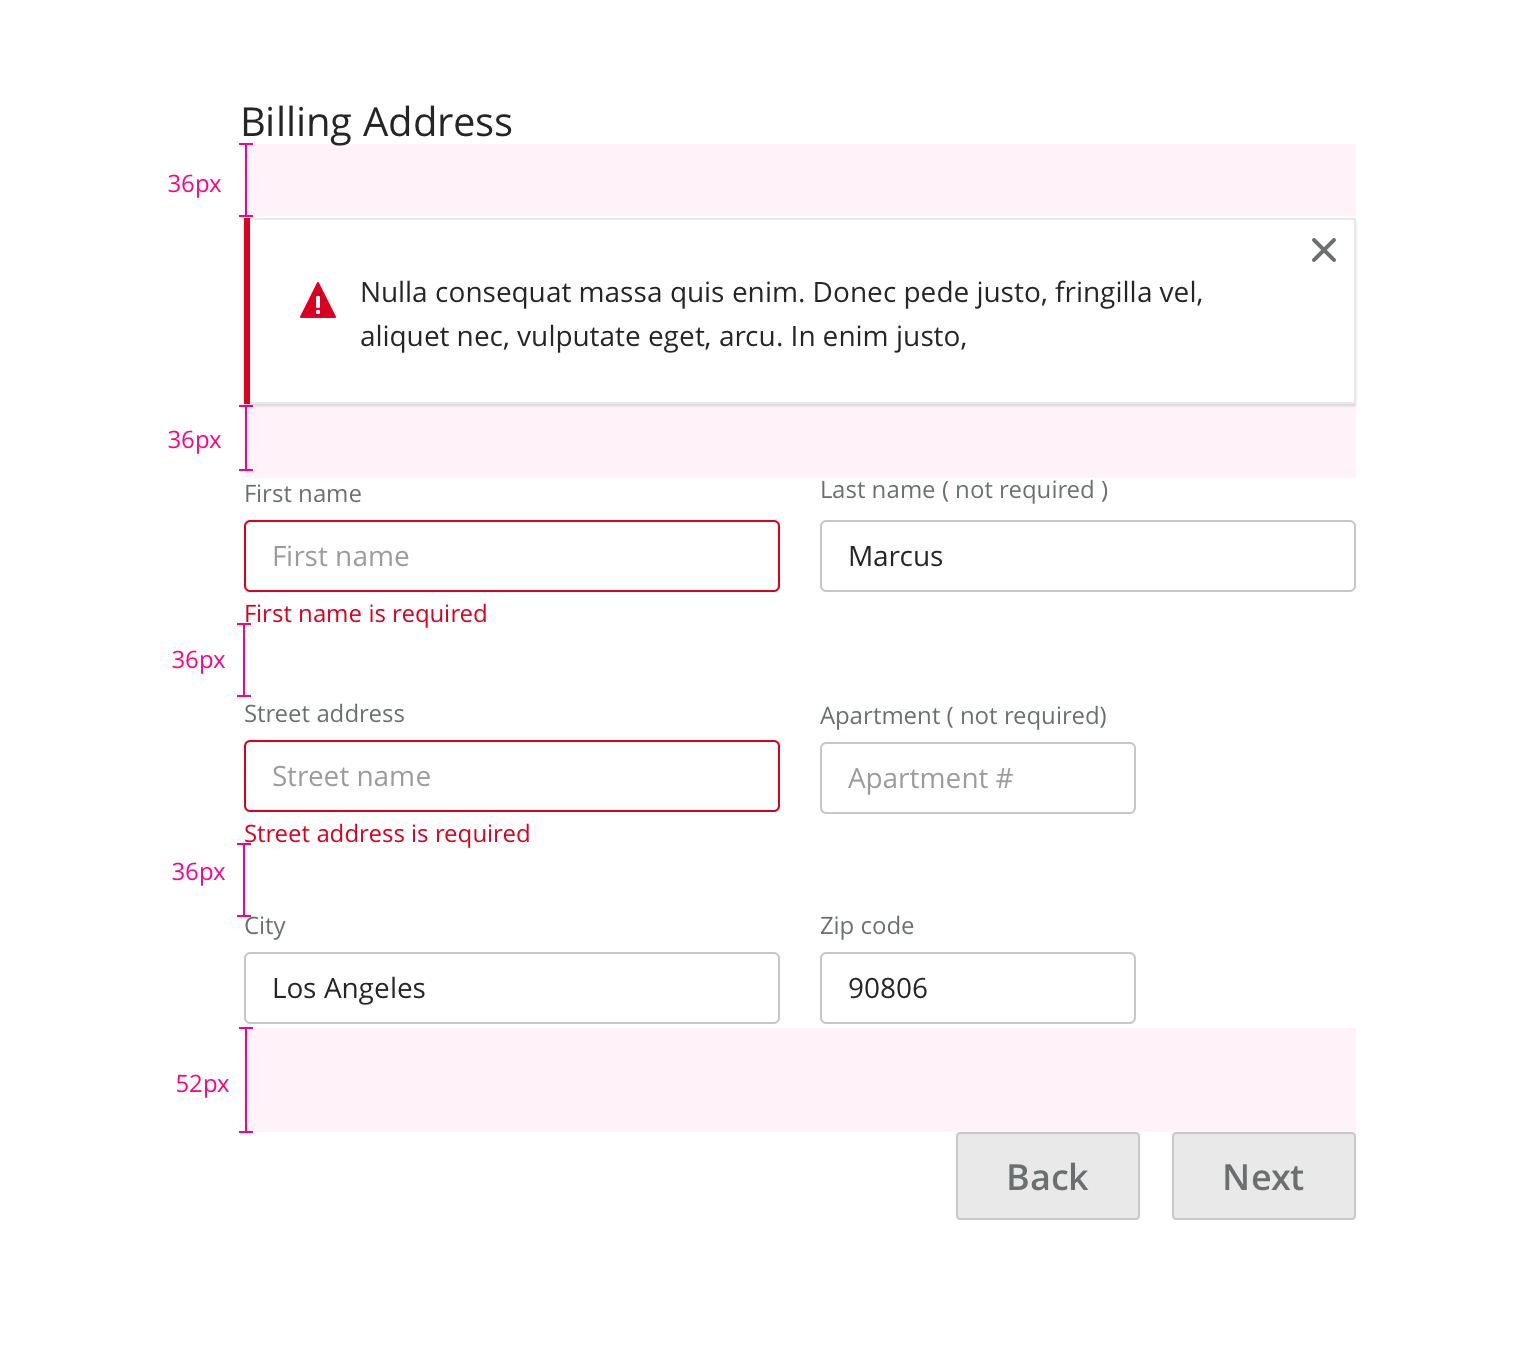 Billing Address
36px
Nulla consequat massa quis enim. Donec pede justo, fringilla vel,
aliquet nec, vulputate eget, arcu. In enim justo,
36px
First name
Last name ( not required )
First name
Marcus
First name is required
36px
Street address
Apartment ( not required)
Street name
Apartment #
Street address is required
36px
City
Zip code
Los Angeles
90806
52px
Back
Next